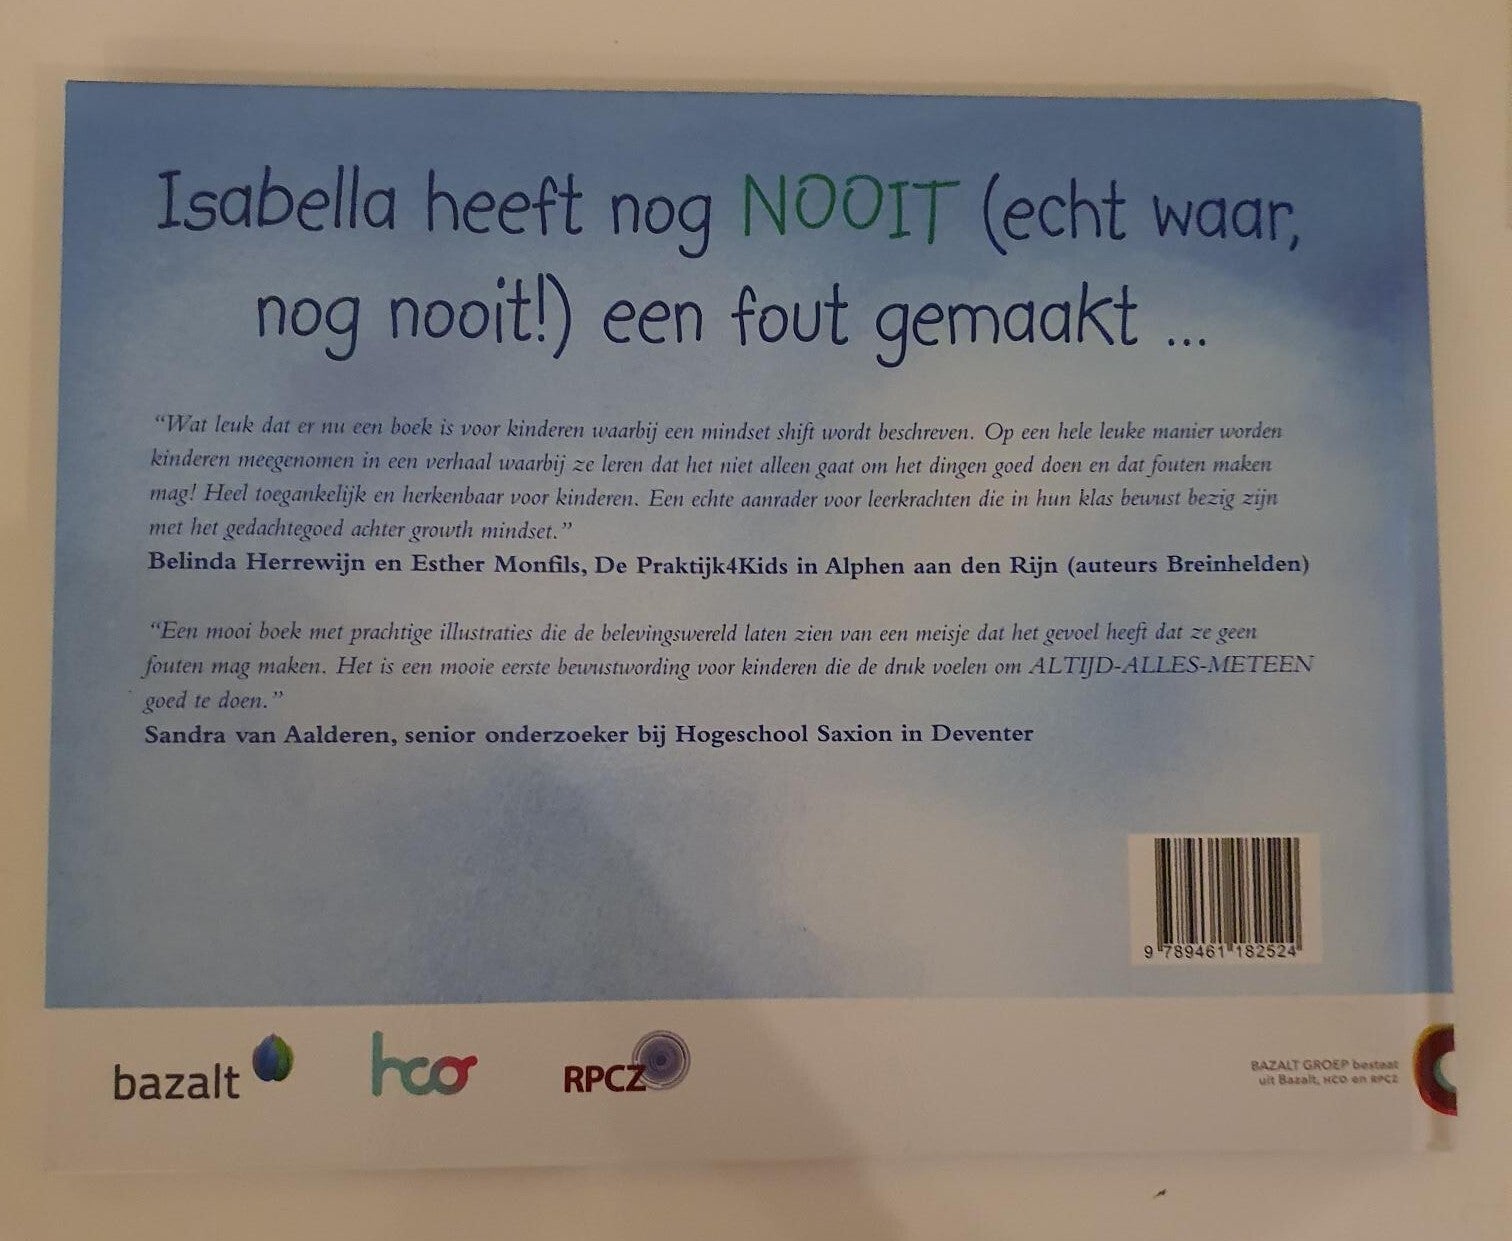 Isabella heeft nog NOOIT (echt waar,
nog nooit!) een fout gemaakt ...
“Wat leuk dat er nu een boek is voor kinderen waarbij een mindset shift wordt beschreven. Op een hele leuke manier worden
kinderen meegenomen in een verhaal waarbij ze leren dat het niet alleen gaat om het dingen goed doen en dat fouten maken
mag! Heel toegankelijk en herkenbaar voor kinderen. Een echte aanrader voor leerkrachten die in hun klas bewust bezig zijn
met het gedachtegoed achter growth mindset.”
Belinda Herrewijn en Esther Monfils, De Praktijk4Kids in Alphen aan den Rijn (auteurs Breinhelden)
“Een mooi boek met prachtige illustraties die de belevingswereld laten zien van een meisje dat het gevoel heeft dat ze geen
fouten mag maken. Het is een mooie eerste bewustwording voor kinderen die de druk voelen om ALTIJD-ALLES-METEEN
goed te doen.”
Sandra van Aalderen, senior onderzoeker bij Hogeschool Saxion in Deventer
9 789461 182524
bazalt
hco
RPCZ
BAZALT GROEP bestaat
uit Bazalt, HCO en RPCZ